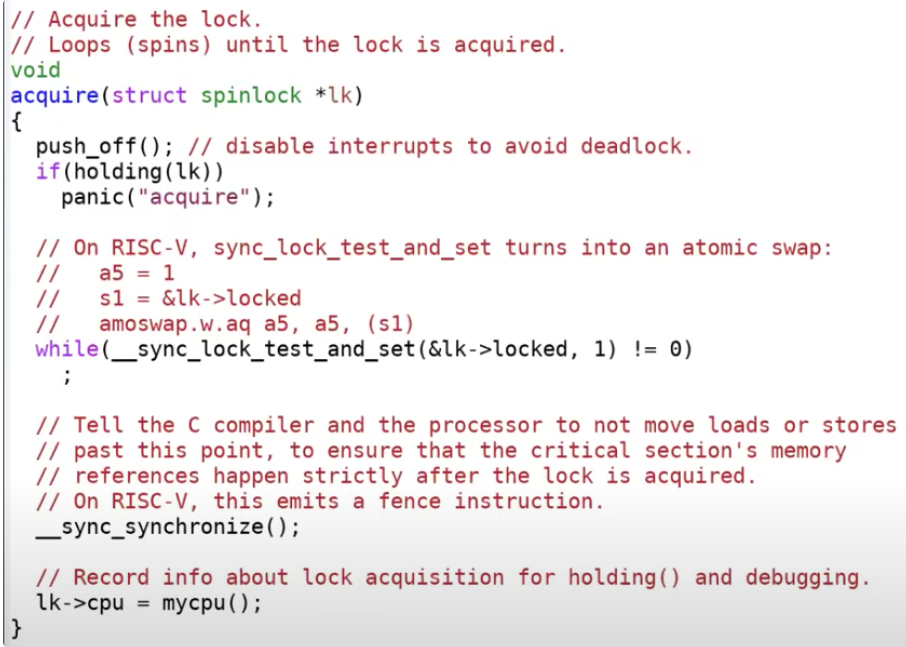 // Acquire the lock.
// Loops (spins) until the lock is acquired.
void
acquire(struct spinlock *lk)
{
  push_off(); // disable interrupts to avoid deadlock.
  if(holding(lk))
    panic("acquire");

  // On RISC-V, sync_lock_test_and_set turns into an atomic swap:
  //   a5 = 1
  //   s1 = &lk->locked
  //   amoswap.w.aq a5, a5, (s1)
  while(__sync_lock_test_and_set(&lk->locked, 1) != 0)
    ;

  // Tell the C compiler and the processor to not move loads or stores
  // past this point, to ensure that the critical section's memory
  // references happen strictly after the lock is acquired.
  // On RISC-V, this emits a fence instruction.
  __sync_synchronize();

  // Record info about lock acquisition for holding() and debugging.
  lk->cpu = mycpu();
}